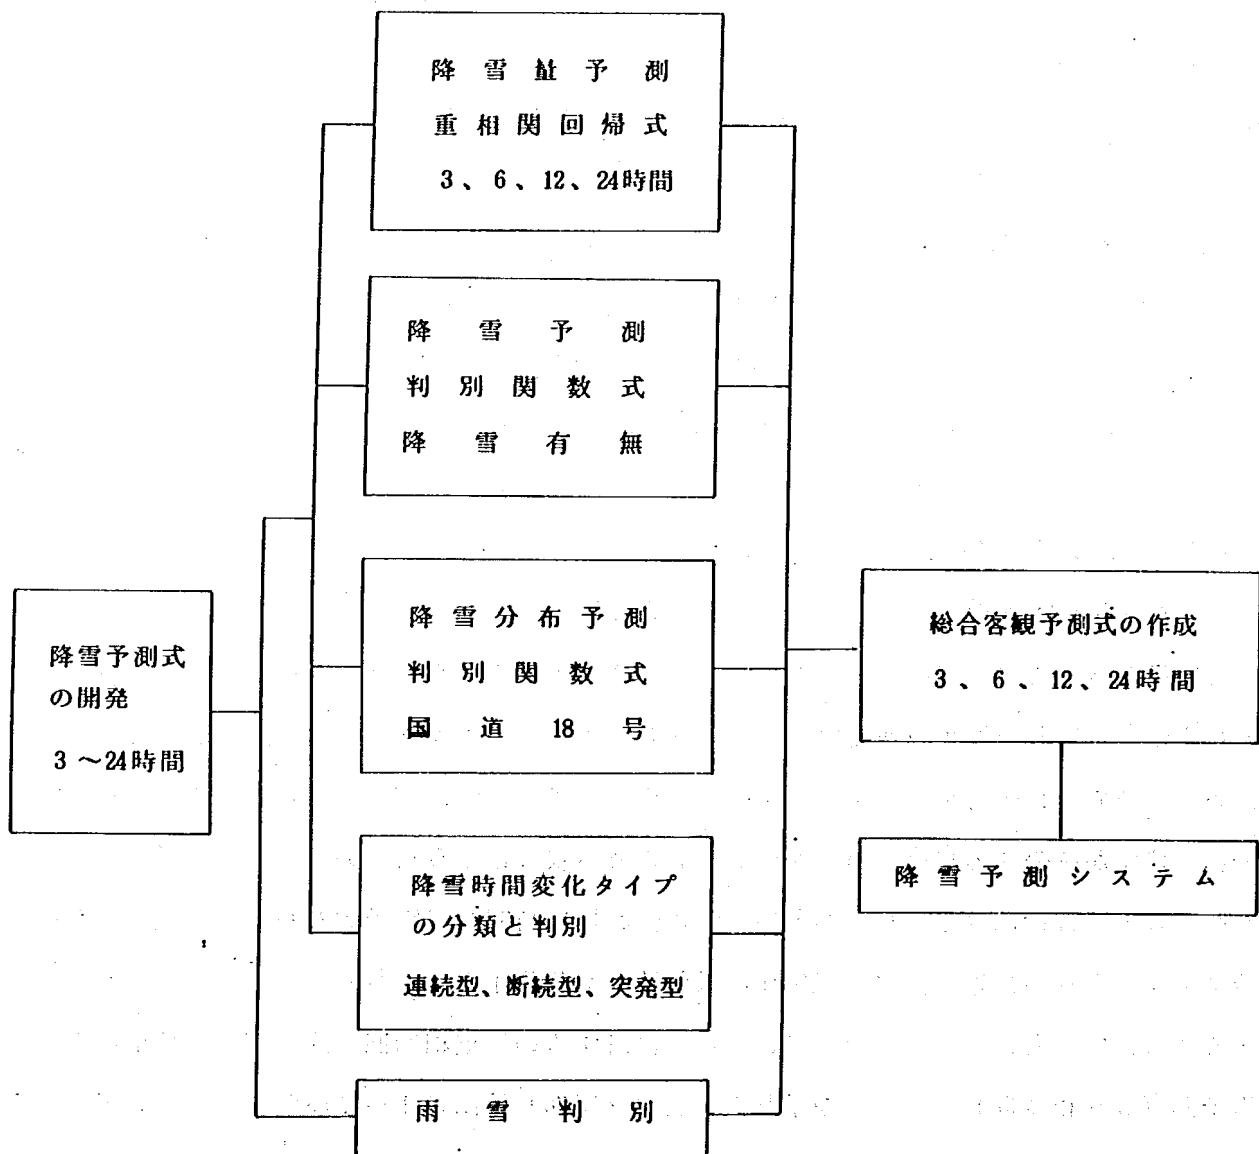 降雪量予測
重相関回帰式
3、6、12、24時間
降雪予測
判別関数式
降雪有無
降雪分布予測
判別関数式
国道18号
降雪予測式
の開発
3〜24時間
総合客観予測式の作成
3、6、12、24時間
降雪時間変化タイプ
の分類と判別
連続型、断続型、突発型
降雪予測システム
雨雪判別